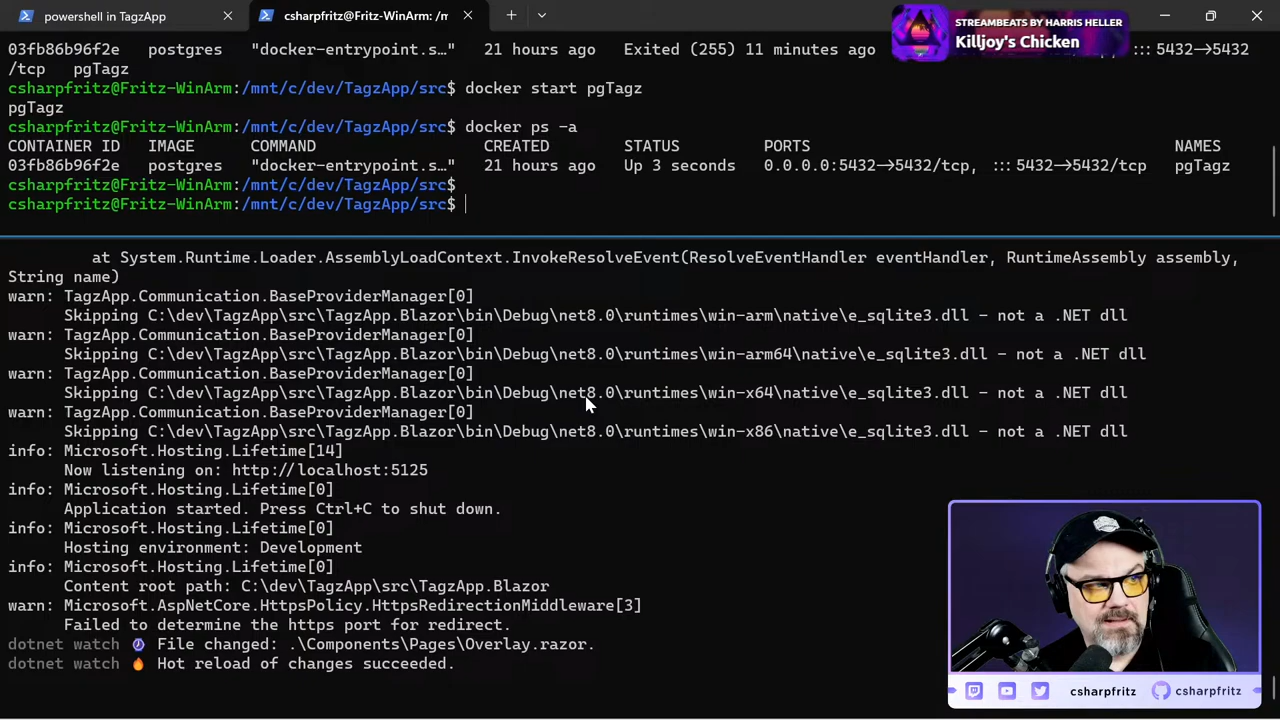 powershell in TagzApp
csharpfritz@Fritz-WinArm: /m
STREAMBEATS BY HARRIS HELLER
Killjoy's Chicken
03fb86b96f2e postgres "docker-entrypoint.s…" 21 hours ago Exited (255) 11 minutes ago ::: 5432->5432
/tcp pgTagz
csharpfritz@Fritz-WinArm:/mnt/c/dev/TagzApp/src$ docker start pgTagz
pgTagz
csharpfritz@Fritz-WinArm:/mnt/c/dev/TagzApp/src$ docker ps -a
CONTAINER ID IMAGE COMMAND CREATED STATUS PORTS NAMES
03fb86b96f2e postgres "docker-entrypoint.s…" 21 hours ago Up 3 seconds 0.0.0.0:5432->5432/tcp, :::5432->5432/tcp pgTagz
csharpfritz@Fritz-WinArm:/mnt/c/dev/TagzApp/src$
csharpfritz@Fritz-WinArm:/mnt/c/dev/TagzApp/src$
at System.Runtime.Loader.AssemblyLoadContext.InvokeResolveEvent(ResolveEventHandler eventHandler, RuntimeAssembly assembly,
String name)
warn: TagzApp.Communication.BaseProviderManager[0]
Skipping C:\dev\TagzApp\src\TagzApp.Blazor\bin\Debug\net8.0\runtimes\win-arm\native\e_sqlite3.dll - not a .NET dll
warn: TagzApp.Communication.BaseProviderManager[0]
Skipping C:\dev\TagzApp\src\TagzApp.Blazor\bin\Debug\net8.0\runtimes\win-arm64\native\e_sqlite3.dll - not a .NET dll
warn: TagzApp.Communication.BaseProviderManager[0]
Skipping C:\dev\TagzApp\src\TagzApp.Blazor\bin\Debug\net8.0\runtimes\win-x64\native\e_sqlite3.dll - not a .NET dll
warn: TagzApp.Communication.BaseProviderManager[0]
Skipping C:\dev\TagzApp\src\TagzApp.Blazor\bin\Debug\net8.0\runtimes\win-x86\native\e_sqlite3.dll - not a .NET dll
info: Microsoft.Hosting.Lifetime[14]
Now listening on: http://localhost:5125
info: Microsoft.Hosting.Lifetime[0]
Application started. Press Ctrl+C to shut down.
info: Microsoft.Hosting.Lifetime[0]
Hosting environment: Development
info: Microsoft.Hosting.Lifetime[0]
Content root path: C:\dev\TagzApp\src\TagzApp.Blazor
warn: Microsoft.AspNetCore.HttpsPolicy.HttpsRedirectionMiddleware[3]
Failed to determine the https port for redirect.
dotnet watch ⌚ File changed: .\Components\Pages\Overlay.razor.
dotnet watch 🔥 Hot reload of changes succeeded.
csharpfritz csharpfritz